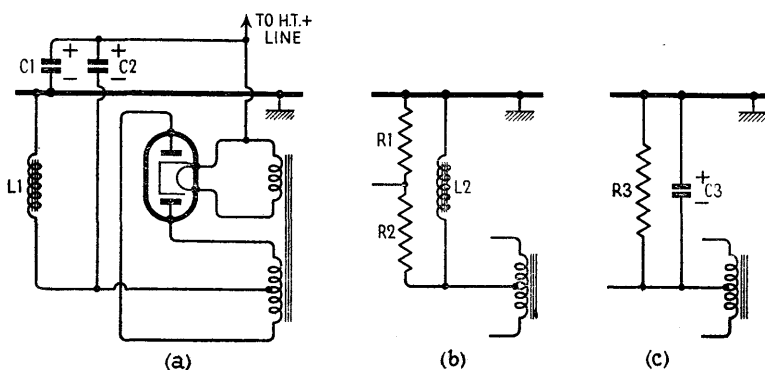 TO H.T.+
LINE
+
C1
−
+
C2
−
L1
(a)
R1
R2
L2
(b)
R3
+
C3
−
(c)